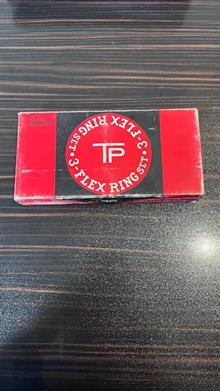 3-FLEX RING SET • 3-FLEX RING SET •
TP